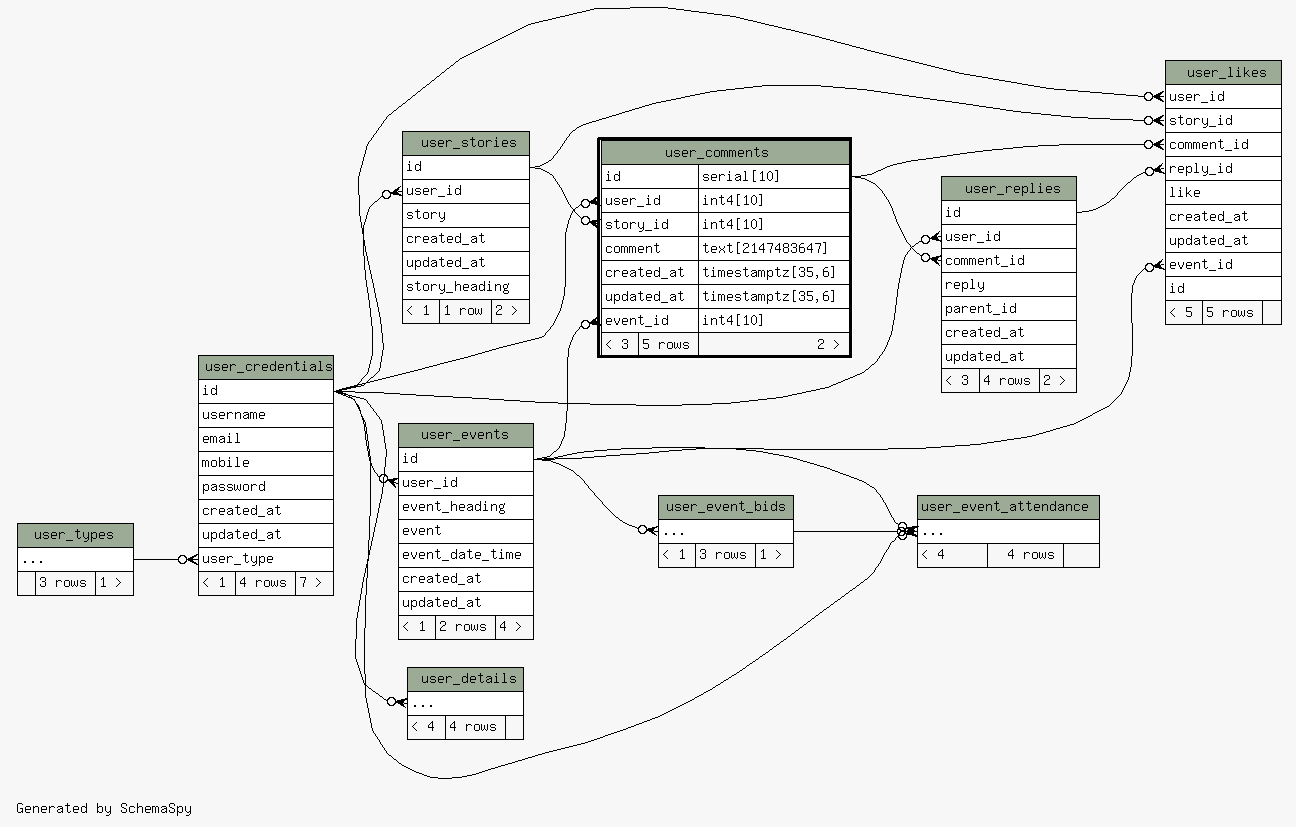 user_likes
user_id
story_id
comment_id
reply_id
like
created_at
updated_at
event_id
id
< 5 5 rows
user_stories
id
user_id
story
created_at
updated_at
story_heading
< 1 1 row 2 >
user_comments
id serial[10]
user_id int4[10]
story_id int4[10]
comment text[2147483647]
created_at timestamptz[35,6]
updated_at timestamptz[35,6]
event_id int4[10]
< 3 5 rows 2 >
user_replies
id
user_id
comment_id
reply
parent_id
created_at
updated_at
< 3 4 rows 2 >
user_credentials
id
username
email
mobile
password
created_at
updated_at
user_type
< 1 4 rows 7 >
user_events
id
user_id
event_heading
event
event_date_time
created_at
updated_at
< 1 2 rows 4 >
user_event_bids
...
< 1 3 rows 1 >
user_event_attendance
...
< 4 4 rows
user_types
...
3 rows 1 >
user_details
...
< 4 4 rows
Generated by SchemaSpy